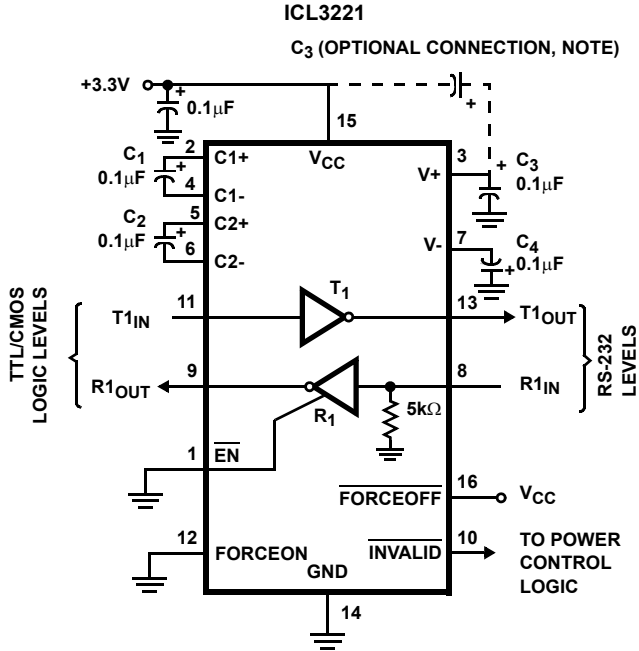 ICL3221
C3 (OPTIONAL CONNECTION, NOTE)
+3.3V
+
0.1μF
+
15
2
C1
0.1μF
+
4
C1+
C1-
VCC
3
V+
+
C3
0.1μF
5
C2
0.1μF
+
6
C2+
C2-
7
V-
C4
0.1μF
+
TTL/CMOS
LOGIC LEVELS
T1IN
11
T1
13
T1OUT
R1OUT
9
R1
5kΩ
8
R1IN
RS-232
LEVELS
1
EN
16
FORCEOFF
VCC
12
FORCEON
INVALID
10
TO POWER
CONTROL
LOGIC
GND
14